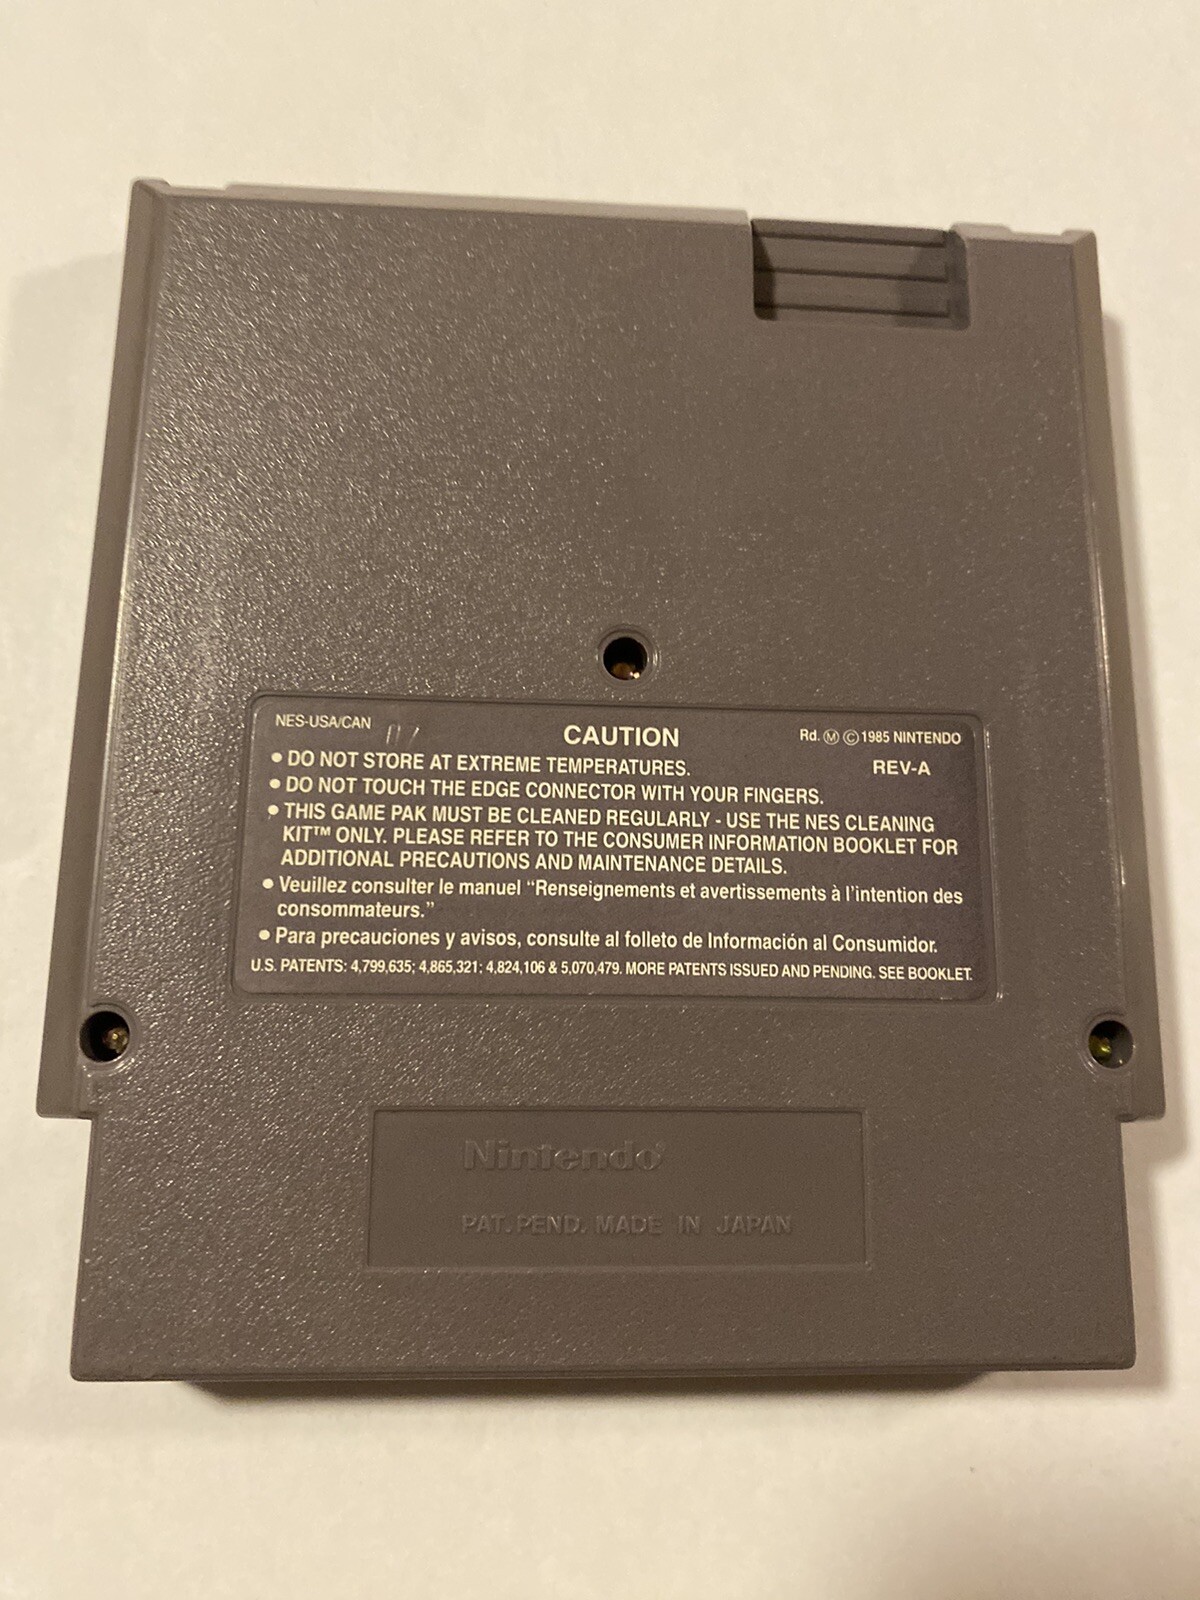 NES-USA/CAN
07
CAUTION
Rd. Ⓜ © 1985 NINTENDO
REV-A
• DO NOT STORE AT EXTREME TEMPERATURES.
• DO NOT TOUCH THE EDGE CONNECTOR WITH YOUR FINGERS.
• THIS GAME PAK MUST BE CLEANED REGULARLY - USE THE NES CLEANING
KIT™ ONLY. PLEASE REFER TO THE CONSUMER INFORMATION BOOKLET FOR
ADDITIONAL PRECAUTIONS AND MAINTENANCE DETAILS.
• Veuillez consulter le manuel “Renseignements et avertissements à l’intention des
consommateurs.”
• Para precauciones y avisos, consulte al folleto de Información al Consumidor.
U.S. PATENTS: 4,799,635; 4,865,321; 4,824,106 & 5,070,479. MORE PATENTS ISSUED AND PENDING. SEE BOOKLET.
Nintendo®
PAT. PEND. MADE IN JAPAN